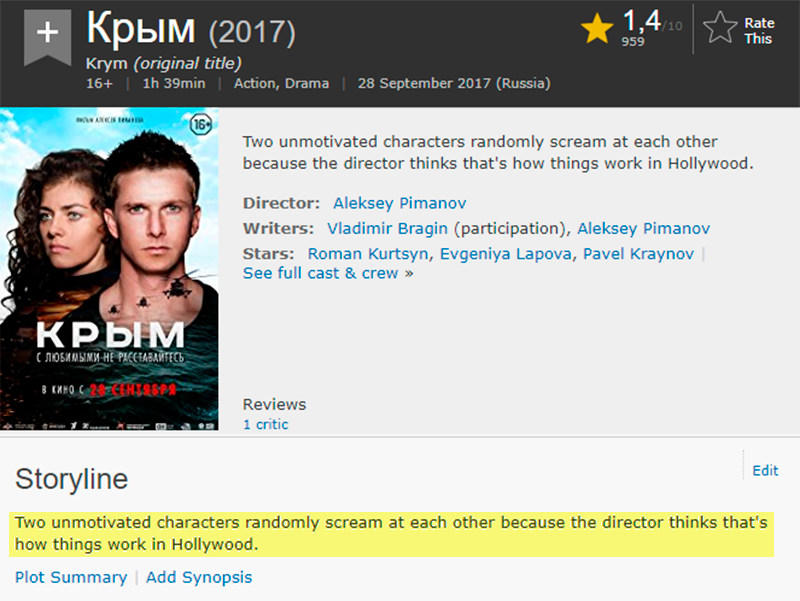 Крым (2017)
1,4/10
959
Rate
This
Krym (original title)
16+ | 1h 39min | Action, Drama | 28 September 2017 (Russia)
ФИЛЬМ АЛЕКСЕЯ ПИМАНОВА
16+
КРЫМ
С ЛЮБИМЫМИ НЕ РАССТАВАЙТЕСЬ
В КИНО С 28 СЕНТЯБРЯ
Two unmotivated characters randomly scream at each other
because the director thinks that's how things work in Hollywood.
Director: Aleksey Pimanov
Writers: Vladimir Bragin (participation), Aleksey Pimanov
Stars: Roman Kurtsyn, Evgeniya Lapova, Pavel Kraynov |
See full cast & crew »
Reviews
1 critic
Storyline
Edit
Two unmotivated characters randomly scream at each other because the director thinks that's
how things work in Hollywood.
Plot Summary | Add Synopsis